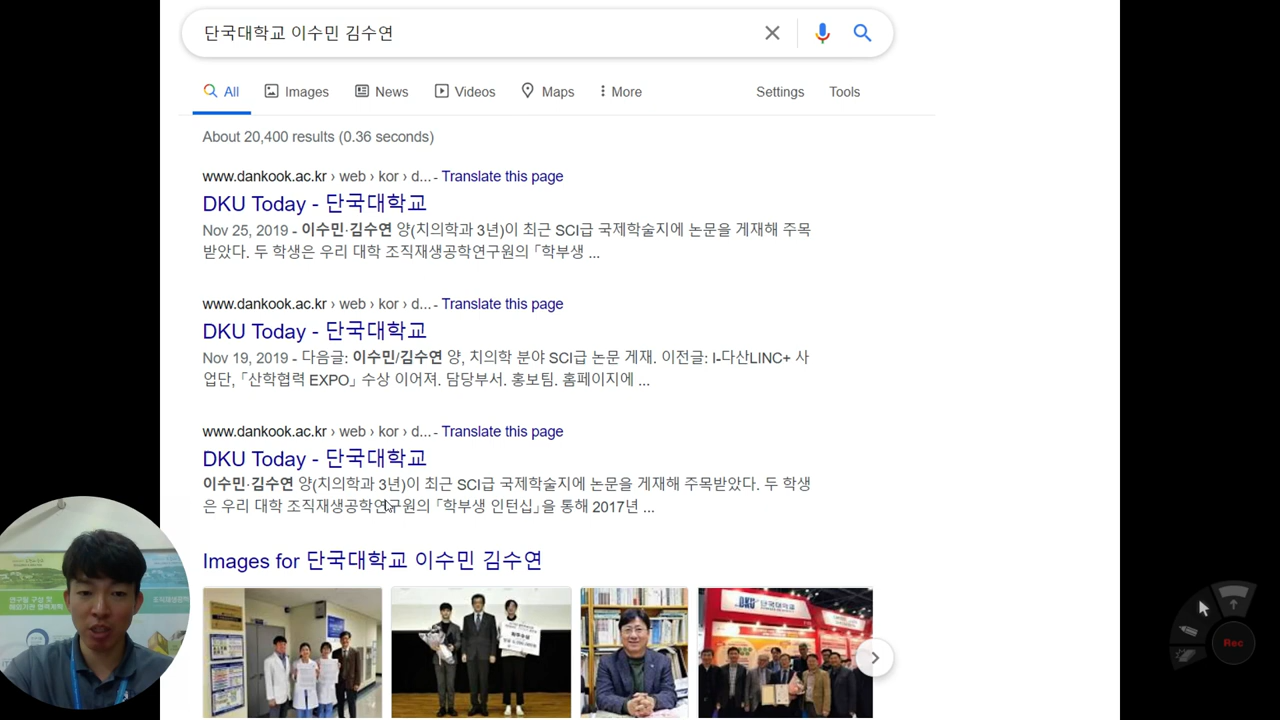 단국대학교 이수민 김수연
All Images News Videos Maps More Settings Tools
About 20,400 results (0.36 seconds)
www.dankook.ac.kr › web › kor › d... - Translate this page
DKU Today - 단국대학교
Nov 25, 2019 - 이수민·김수연 양(치의학과 3년)이 최근 SCI급 국제학술지에 논문을 게재해 주목
받았다. 두 학생은 우리 대학 조직재생공학연구원의 「학부생 ...
www.dankook.ac.kr › web › kor › d... - Translate this page
DKU Today - 단국대학교
Nov 19, 2019 - 다음글: 이수민/김수연 양, 치의학 분야 SCI급 논문 게재. 이전글: I-다산LINC+ 사
업단, 「산학협력 EXPO」 수상 이어져. 담당부서. 홍보팀. 홈페이지에 ...
www.dankook.ac.kr › web › kor › d... - Translate this page
DKU Today - 단국대학교
이수민·김수연 양(치의학과 3년)이 최근 SCI급 국제학술지에 논문을 게재해 주목받았다. 두 학생
은 우리 대학 조직재생공학연구원의 「학부생 인턴십」을 통해 2017년 ...
Images for 단국대학교 이수민 김수연
DKU 단국대학교
연구팀 구성 및
Rec